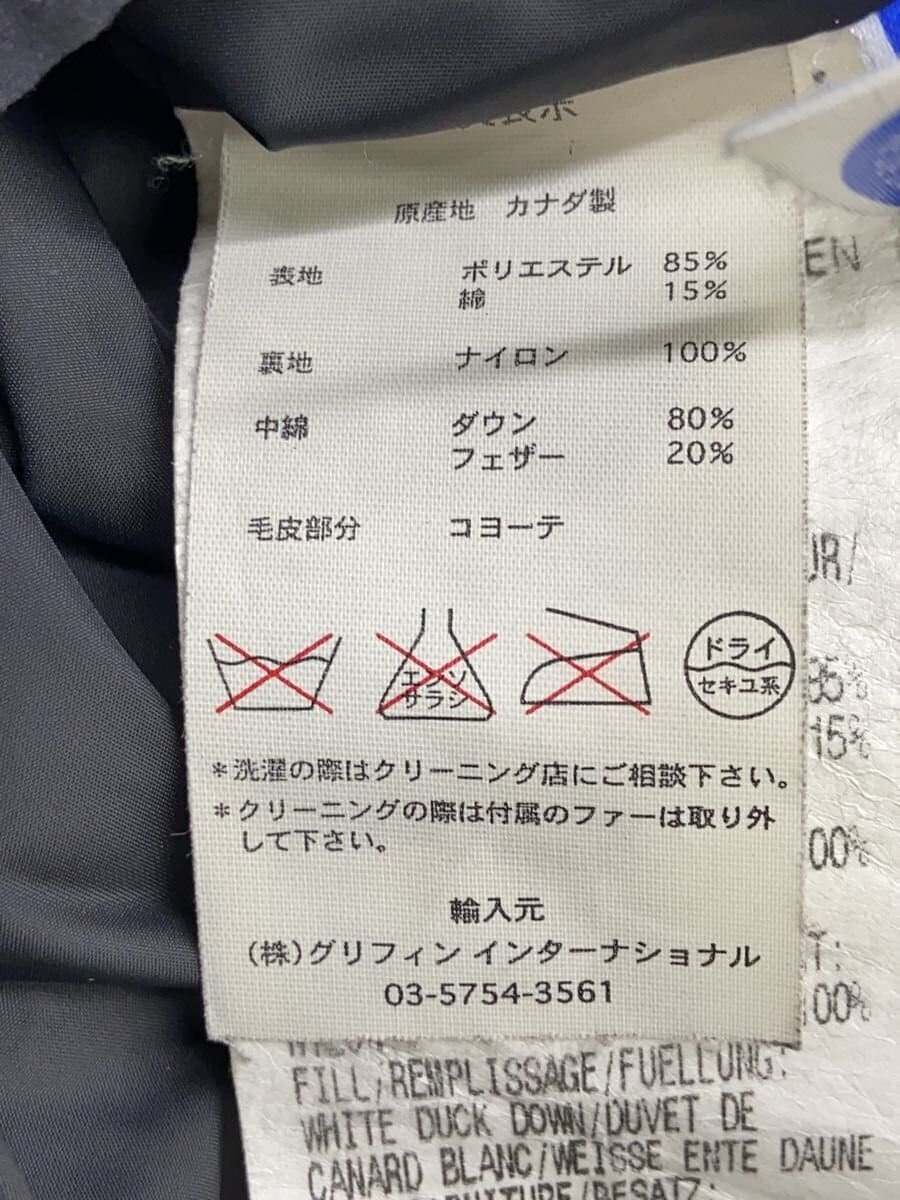 原産地 カナダ製
表地 ポリエステル 85%
綿 15%
裏地 ナイロン 100%
中綿 ダウン 80%
フェザー 20%
毛皮部分 コヨーテ
エンソ
サラシ
ドライ
セキユ系
*洗濯の際はクリーニング店にご相談下さい。
*クリーニングの際は付属のファーは取り外
して下さい。
輸入元
(株)グリフィン インターナショナル
03-5754-3561
EN
UR/
85%
15%
00%
T:
00%
FILL/REMPLISSAGE/FUELLUNG:
WHITE DUCK DOWN/DUVET DE
CANARD BLANC/WEISSE ENTE DAUNE